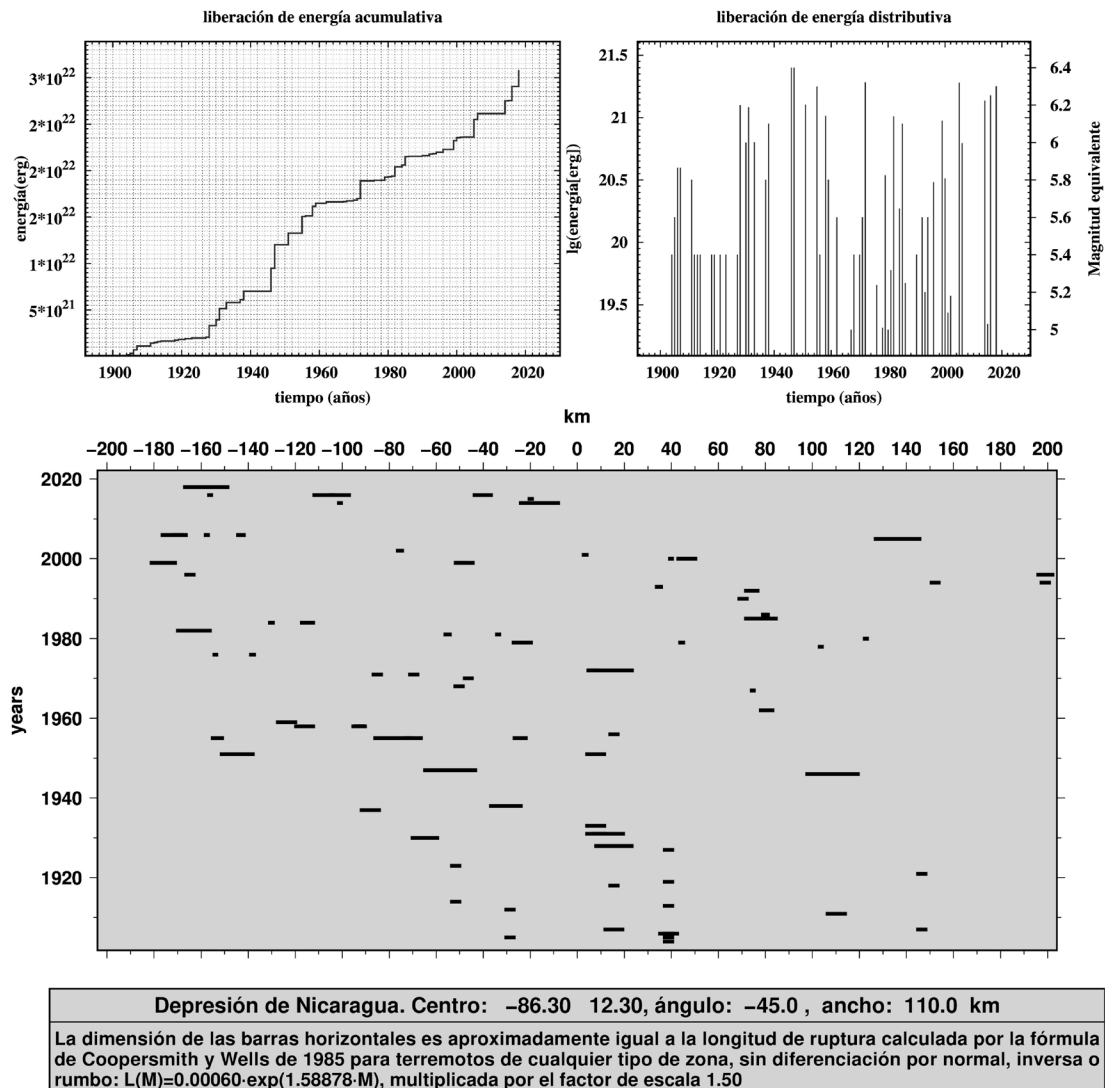 liberación de energía acumulativa
3*10^22
2*10^22
2*10^22
2*10^22
1*10^22
5*10^21
energía(erg)
1900 1920 1940 1960 1980 2000 2020
tiempo (años)
liberación de energía distributiva
21.5
21
20.5
20
19.5
lg(energía[erg])
6.4
6.2
6
5.8
5.6
5.4
5.2
5
Magnitud equivalente
1900 1920 1940 1960 1980 2000 2020
tiempo (años)
km
−200 −180 −160 −140 −120 −100 −80 −60 −40 −20 0 20 40 60 80 100 120 140 160 180 200
2020
2000
1980
1960
1940
1920
years
Depresión de Nicaragua. Centro: −86.30 12.30, ángulo: −45.0 , ancho: 110.0 km
La dimensión de las barras horizontales es aproximadamente igual a la longitud de ruptura calculada por la fórmula
de Coopersmith y Wells de 1985 para terremotos de cualquier tipo de zona, sin diferenciación por normal, inversa o
rumbo: L(M)=0.00060·exp(1.58878·M), multiplicada por el factor de escala 1.50